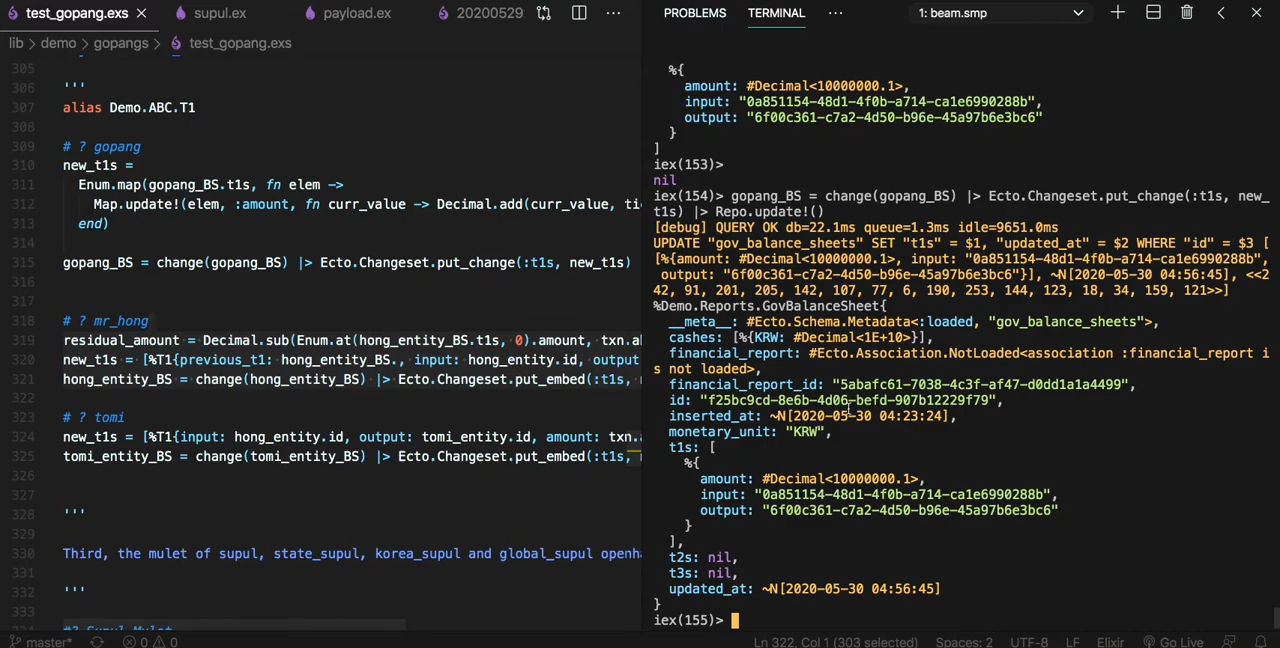 test_gopang.exs
supul.ex
payload.ex
20200529
PROBLEMS
TERMINAL
1: beam.smp
lib > demo > gopangs > test_gopang.exs
305
306 '''
307 alias Demo.ABC.T1
308
309 # ? gopang
310 new_t1s =
311 Enum.map(gopang_BS.t1s, fn elem ->
312 Map.update!(elem, :amount, fn curr_value -> Decimal.add(curr_value, 
313 end)
314
315 gopang_BS = change(gopang_BS) |> Ecto.Changeset.put_change(:t1s, new_t1s)
316
317
318 # ? mr_hong
319 residual_amount = Decimal.sub(Enum.at(hong_entity_BS.t1s, 0).amount, 
320 new_t1s = [%T1{previous_t1: hong_entity_BS., input: hong_entity.id, output
321 hong_entity_BS = change(hong_entity_BS) |> Ecto.Changeset.put_embed(:t1s,
322
323 # ? tomi
324 new_t1s = [%T1{input: hong_entity.id, output: tomi_entity.id, amount: 
325 tomi_entity_BS = change(tomi_entity_BS) |> Ecto.Changeset.put_embed(:t1s,
326
327
328 '''
329
330 Third, the mulet of supul, state_supul, korea_supul and global_supul
331
332 '''
333
%{
amount: #Decimal<10000000.1>,
input: "0a851154-48d1-4f0b-a714-ca1e6990288b",
output: "6f00c361-c7a2-4d50-b96e-45a97b6e3bc6"
}
]
iex(153)>
nil
iex(154)> gopang_BS = change(gopang_BS) |> Ecto.Changeset.put_change(:t1s, new_
t1s) |> Repo.update!()
[debug] QUERY OK db=22.1ms queue=1.3ms idle=9651.0ms
UPDATE "gov_balance_sheets" SET "t1s" = $1, "updated_at" = $2 WHERE "id" = $3 [
[%{amount: #Decimal<10000000.1>, input: "0a851154-48d1-4f0b-a714-ca1e6990288b",
output: "6f00c361-c7a2-4d50-b96e-45a97b6e3bc6"}], ~N[2020-05-30 04:56:45], <<2
42, 91, 201, 205, 142, 107, 77, 6, 190, 253, 144, 123, 18, 34, 159, 121>>]
%Demo.Reports.GovBalanceSheet{
__meta__: #Ecto.Schema.Metadata<:loaded, "gov_balance_sheets">,
cashes: [%{KRW: #Decimal<1E+10>}],
financial_report: #Ecto.Association.NotLoaded<association :financial_report i
s not loaded>,
financial_report_id: "5abafc61-7038-4c3f-af47-d0dd1a1a4499",
id: "f25bc9cd-8e6b-4d06-befd-907b12229f79",
inserted_at: ~N[2020-05-30 04:23:24],
monetary_unit: "KRW",
t1s: [
%{
amount: #Decimal<10000000.1>,
input: "0a851154-48d1-4f0b-a714-ca1e6990288b",
output: "6f00c361-c7a2-4d50-b96e-45a97b6e3bc6"
}
],
t2s: nil,
t3s: nil,
updated_at: ~N[2020-05-30 04:56:45]
}
iex(155)>
master* 0 0
Ln 322, Col 1 (303 selected) Spaces: 2 UTF-8 LF Elixir Go Live